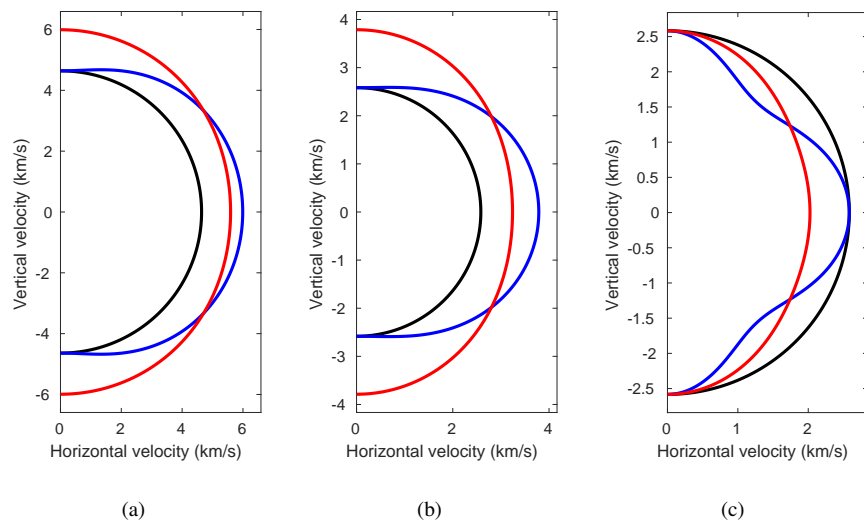 6
4
2
0
-2
-4
-6
Vertical velocity (km/s)
0 2 4 6
Horizontal velocity (km/s)
(a)
4
3
2
1
0
-1
-2
-3
-4
Vertical velocity (km/s)
0 2 4
Horizontal velocity (km/s)
(b)
2.5
2
1.5
1
0.5
0
-0.5
-1
-1.5
-2
-2.5
Vertical velocity (km/s)
0 1 2
Horizontal velocity (km/s)
(c)